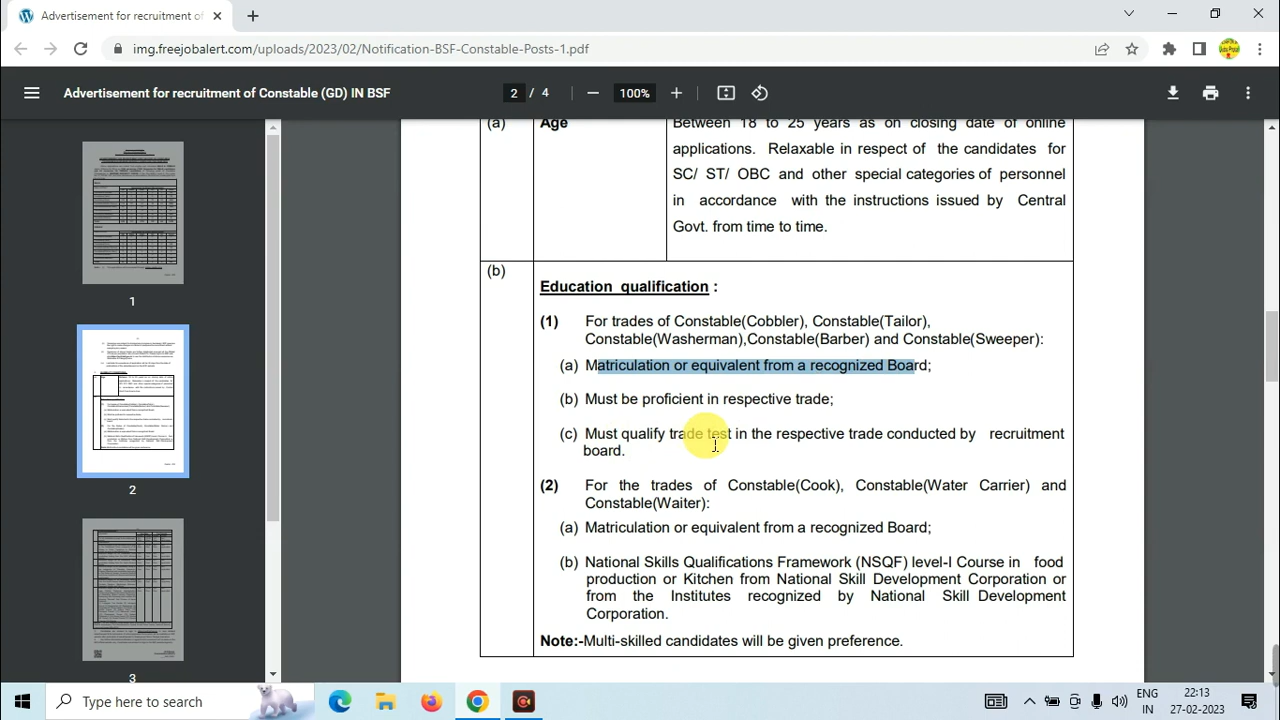 Advertisement for recruitment of
img.freejobalert.com/uploads/2023/02/Notification-BSF-Constable-Posts-1.pdf
Advertisement for recruitment of Constable (GD) IN BSF
2 / 4
100%
(a) Age Between 18 to 25 years as on closing date of online
applications. Relaxable in respect of the candidates for
SC/ ST/ OBC and other special categories of personnel
in accordance with the instructions issued by Central
Govt. from time to time.
(b)
Education qualification :
(1) For trades of Constable(Cobbler), Constable(Tailor),
Constable(Washerman),Constable(Barber) and Constable(Sweeper):
(a) Matriculation or equivalent from a recognized Board;
(b) Must be proficient in respective trade;
(c) Must qualify trade test in the respective trade conducted by recruitment
board.
(2) For the trades of Constable(Cook), Constable(Water Carrier) and
Constable(Waiter):
(a) Matriculation or equivalent from a recognized Board;
(b) National Skills Qualifications Framework (NSQF) level-I Course in food
production or Kitchen from National Skill Development Corporation or
from the Institutes recognized by National Skill Development
Corporation.
Note:-Multi-skilled candidates will be given preference.
1
2
3
Type here to search
ENG
IN
22:13
27-02-2023